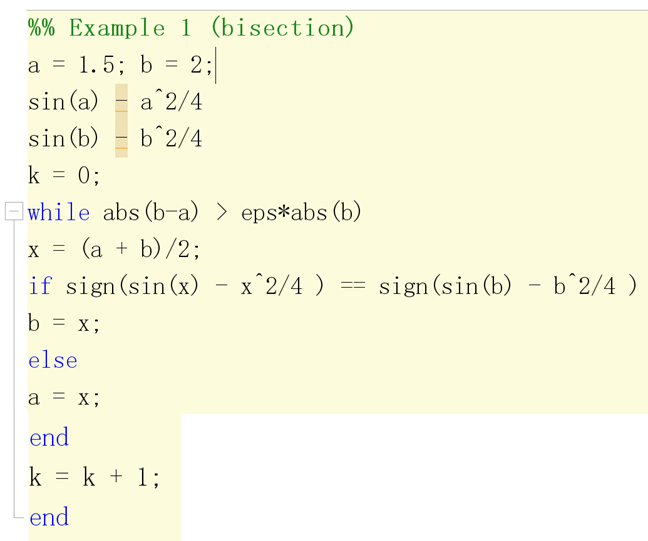 %% Example 1 (bisection)
a = 1.5; b = 2;
sin(a) - a^2/4
sin(b) - b^2/4
k = 0;
while abs(b-a) > eps*abs(b)
x = (a + b)/2;
if sign(sin(x) - x^2/4 ) == sign(sin(b) - b^2/4 )
b = x;
else
a = x;
end
k = k + 1;
end